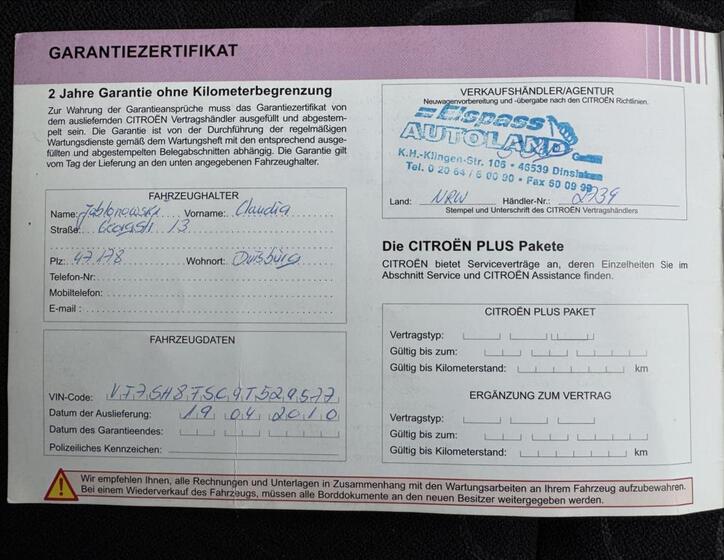 GARANTIEZERTIFIKAT
2 Jahre Garantie ohne Kilometerbegrenzung
Zur Wahrung der Garantieansprüche muss das Garantiezertifikat von
dem ausliefernden CITROËN Vertragshändler ausgefüllt und abgestem-
pelt sein. Die Garantie ist von der Durchführung der regelmäßigen
Wartungsdienste gemäß dem Wartungsheft mit den entsprechend ausge-
füllten und abgestempelten Belegabschnitten abhängig. Die Garantie gilt
vom Tag der Lieferung an den unten angegebenen Fahrzeughalter.
FAHRZEUGHALTER
Name: Jablonowski Vorname: Claudia
Straße: Georgstr. 13
Plz: 47178 Wohnort: Duisburg
Telefon-Nr:
Mobiltelefon:
E-mail :
FAHRZEUGDATEN
VIN-Code: VF7SH8FSC9T529577
Datum der Auslieferung: 19 04 2010
Datum des Garantieendes:
Polizeiliches Kennzeichen:
VERKAUFSHÄNDLER/AGENTUR
Neuwagenvorbereitung und -übergabe nach den CITROËN Richtlinien.
Eispass
AUTOLAND GmbH
K.H.-Klingen-Str. 106 • 46539 Dinslaken
Tel. 0 20 64 / 6 00 90 • Fax 60 09 99
Land: NRW Händler-Nr.: 2739
Stempel und Unterschrift des CITROËN Vertragshändlers
Die CITROËN PLUS Pakete
CITROËN bietet Serviceverträge an, deren Einzelheiten Sie im
Abschnitt Service und CITROËN Assistance finden.
CITROËN PLUS PAKET
Vertragstyp:
Gültig bis zum:
Gültig bis Kilometerstand: km
ERGÄNZUNG ZUM VERTRAG
Vertragstyp:
Gültig bis zum:
Gültig bis Kilometerstand: km
Wir empfehlen Ihnen, alle Rechnungen und Unterlagen in Zusammenhang mit den Wartungsarbeiten an Ihrem Fahrzeug aufzubewahren.
Bei einem Wiederverkauf des Fahrzeugs, müssen alle Borddokumente an den neuen Besitzer weitergegeben werden.